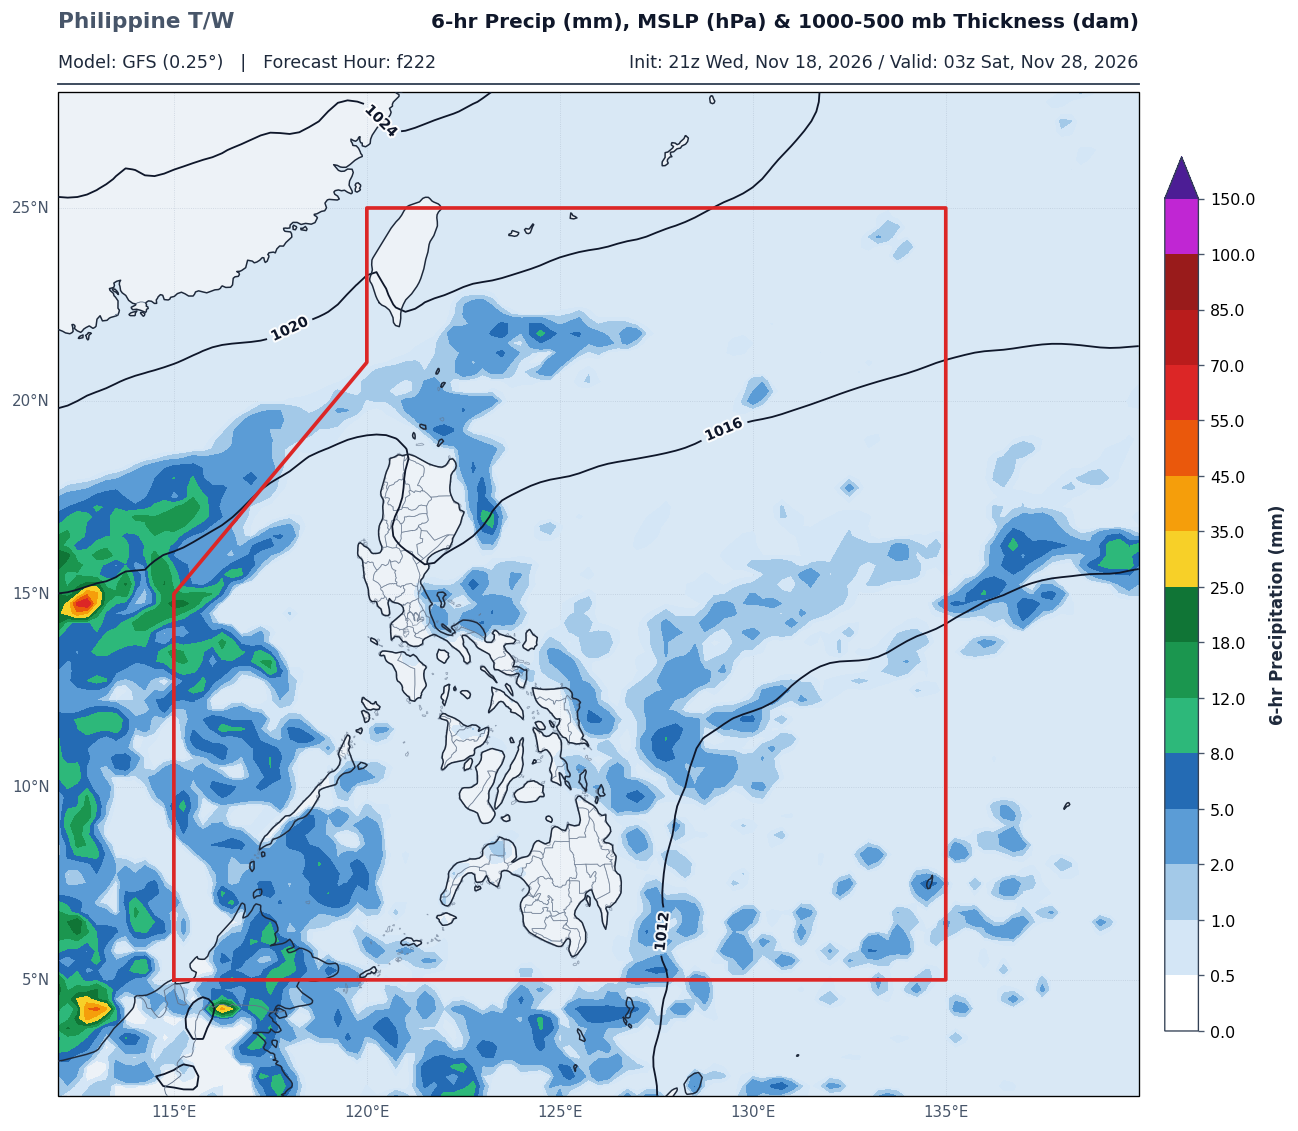 Philippine T/W
6-hr Precip (mm), MSLP (hPa) & 1000-500 mb Thickness (dam)
Model: GFS (0.25°) | Forecast Hour: f222
Init: 21z Wed, Nov 18, 2026 / Valid: 03z Sat, Nov 28, 2026
1024
1020
1016
1012
25°N
20°N
15°N
10°N
5°N
115°E
120°E
125°E
130°E
135°E
150.0
100.0
85.0
70.0
55.0
45.0
35.0
25.0
18.0
12.0
8.0
5.0
2.0
1.0
0.5
0.0
6-hr Precipitation (mm)